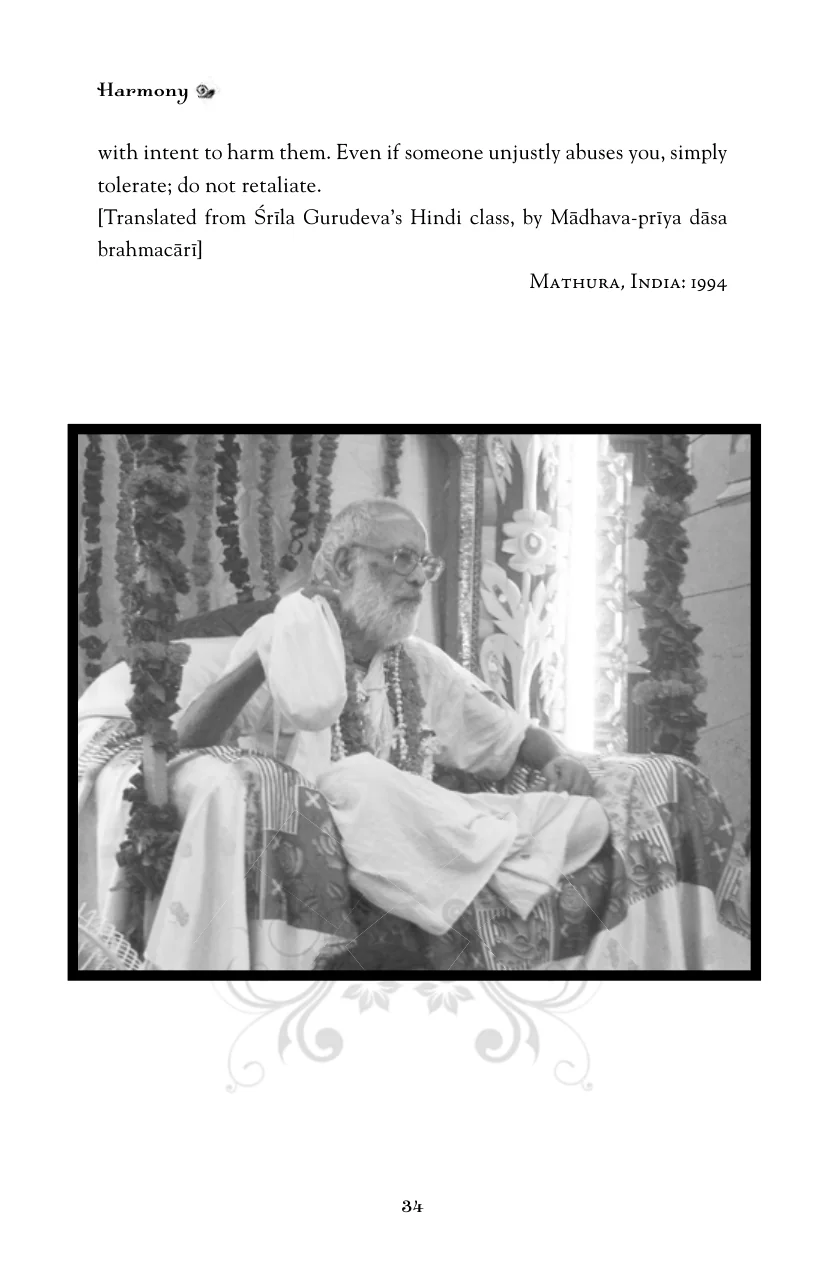 Harmony
with intent to harm them. Even if someone unjustly abuses you, simply
tolerate; do not retaliate.
[Translated from Śrīla Gurudeva’s Hindi class, by Mādhava-prīya dāsa
brahmacārī]
Mathura, India: 1994
34